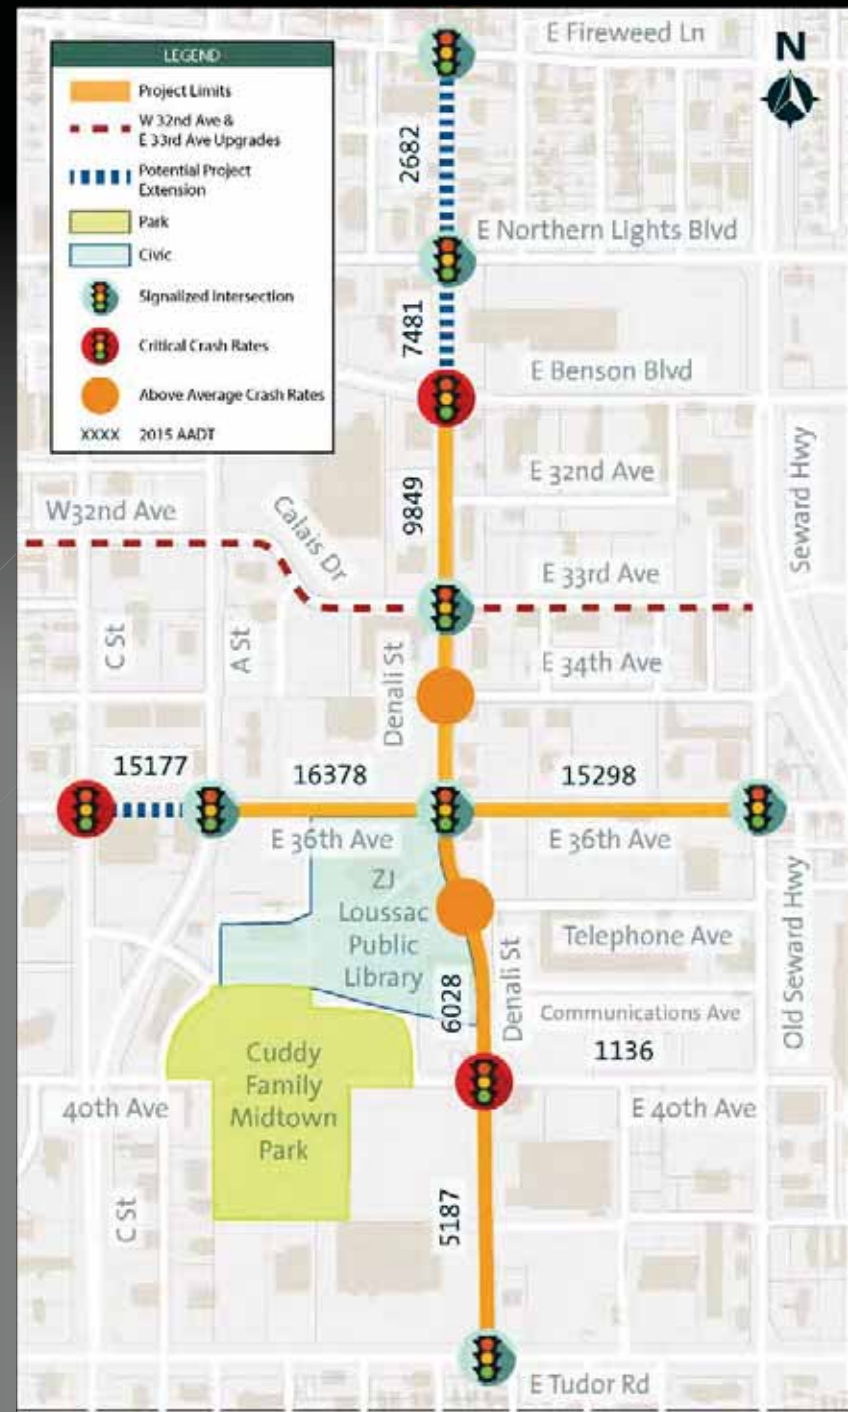 LEGEND
Project Limits
W 32nd Ave &
E 33rd Ave Upgrades
Potential Project
Extension
Park
Civic
Signalized Intersection
Critical Crash Rates
Above Average Crash Rates
XXXX 2015 AADT
N
E Fireweed Ln
2682
E Northern Lights Blvd
7481
E Benson Blvd
Seward Hwy
E 32nd Ave
9849
W32nd Ave
Calais Dr
E 33rd Ave
C St
A St
Denali St
E 34th Ave
15177
16378
15298
E 36th Ave
E 36th Ave
ZJ
Loussac
Public
Library
Telephone Ave
Old Seward Hwy
6028
Denali St
Communications Ave
1136
Cuddy
Family
Midtown
Park
40th Ave
E 40th Ave
C St
5187
E Tudor Rd